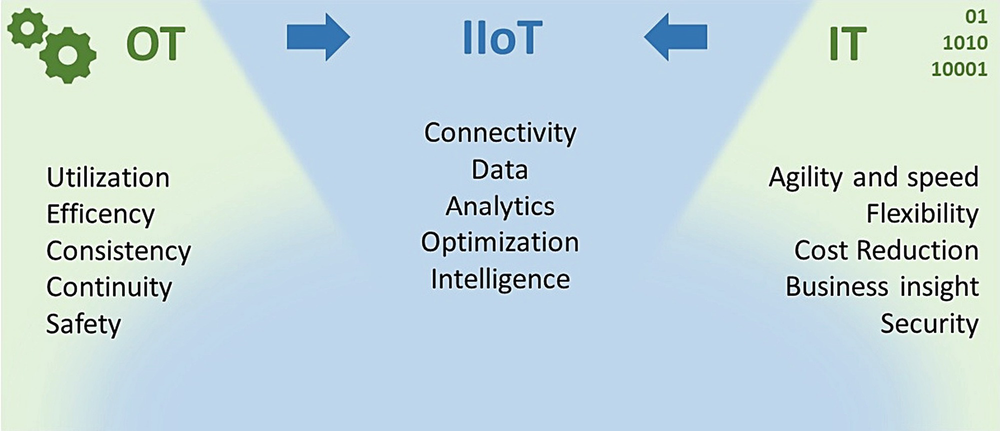 OT
IIoT
IT
01
1010
10001
Utilization
Efficency
Consistency
Continuity
Safety
Connectivity
Data
Analytics
Optimization
Intelligence
Agility and speed
Flexibility
Cost Reduction
Business insight
Security